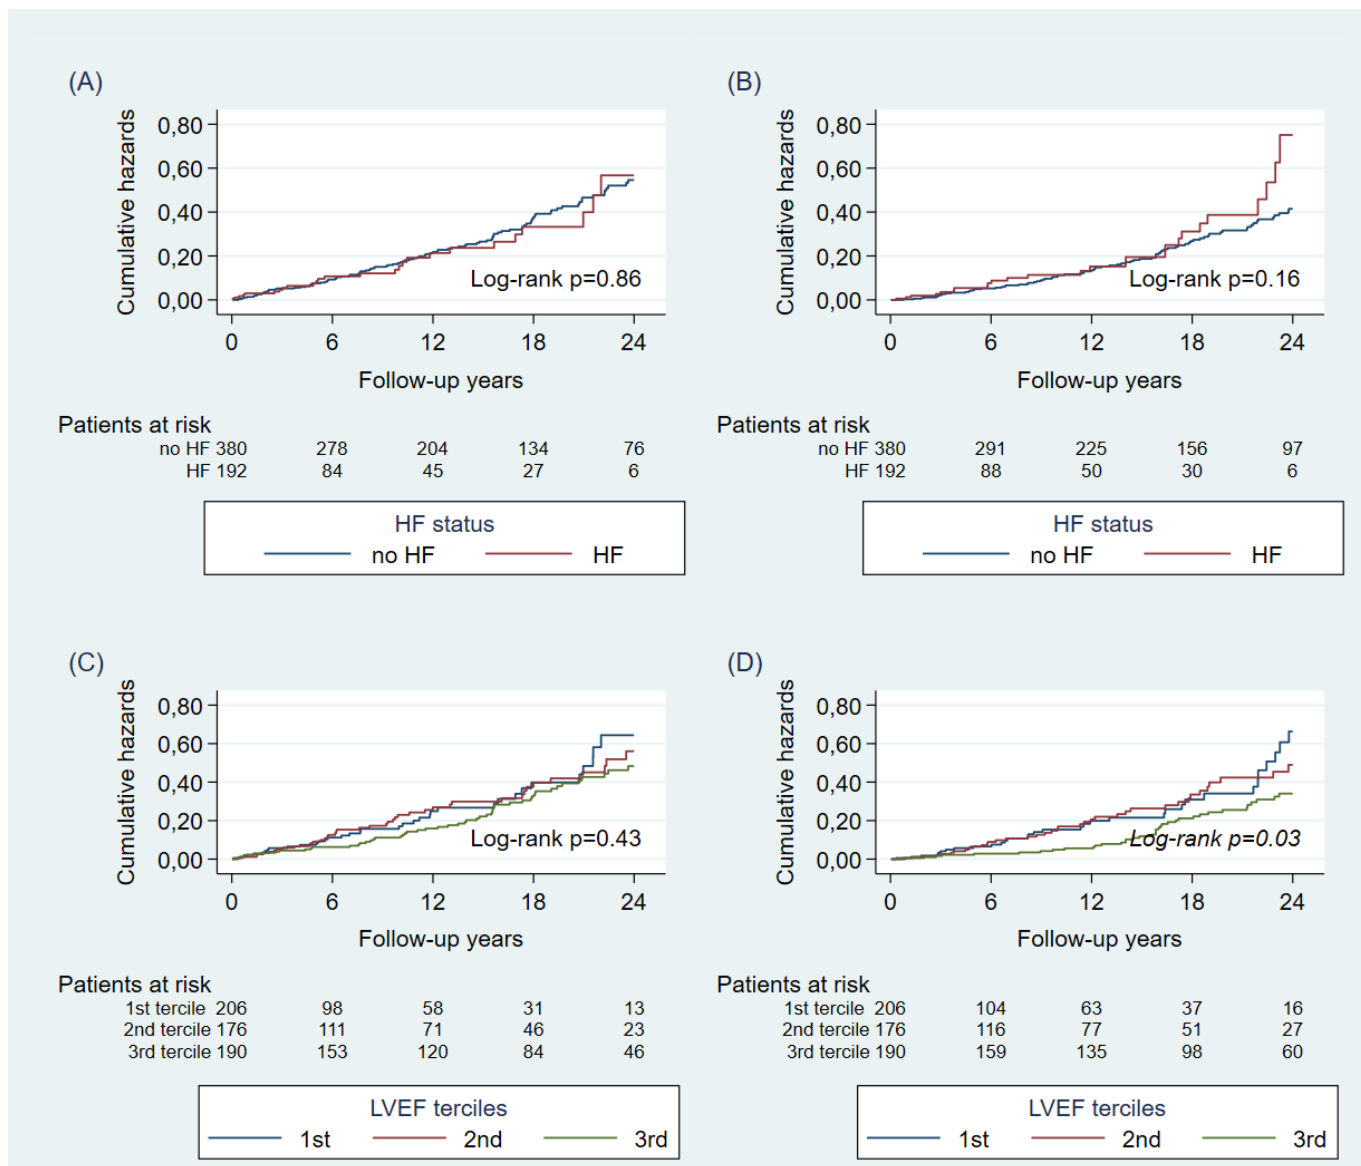 (A)
Cumulative hazards
0,80
0,60
0,40
0,20
0,00
Log-rank p=0.86
0 6 12 18 24
Follow-up years
Patients at risk
no HF 380 278 204 134 76
HF 192 84 45 27 6
HF status
no HF HF
(B)
Cumulative hazards
0,80
0,60
0,40
0,20
0,00
Log-rank p=0.16
0 6 12 18 24
Follow-up years
Patients at risk
no HF 380 291 225 156 97
HF 192 88 50 30 6
HF status
no HF HF
(C)
Cumulative hazards
0,80
0,60
0,40
0,20
0,00
Log-rank p=0.43
0 6 12 18 24
Follow-up years
Patients at risk
1st tercile 206 98 58 31 13
2nd tercile 176 111 71 46 23
3rd tercile 190 153 120 84 46
LVEF terciles
1st 2nd 3rd
(D)
Cumulative hazards
0,80
0,60
0,40
0,20
0,00
Log-rank p=0.03
0 6 12 18 24
Follow-up years
Patients at risk
1st tercile 206 104 63 37 16
2nd tercile 176 116 77 51 27
3rd tercile 190 159 135 98 60
LVEF terciles
1st 2nd 3rd